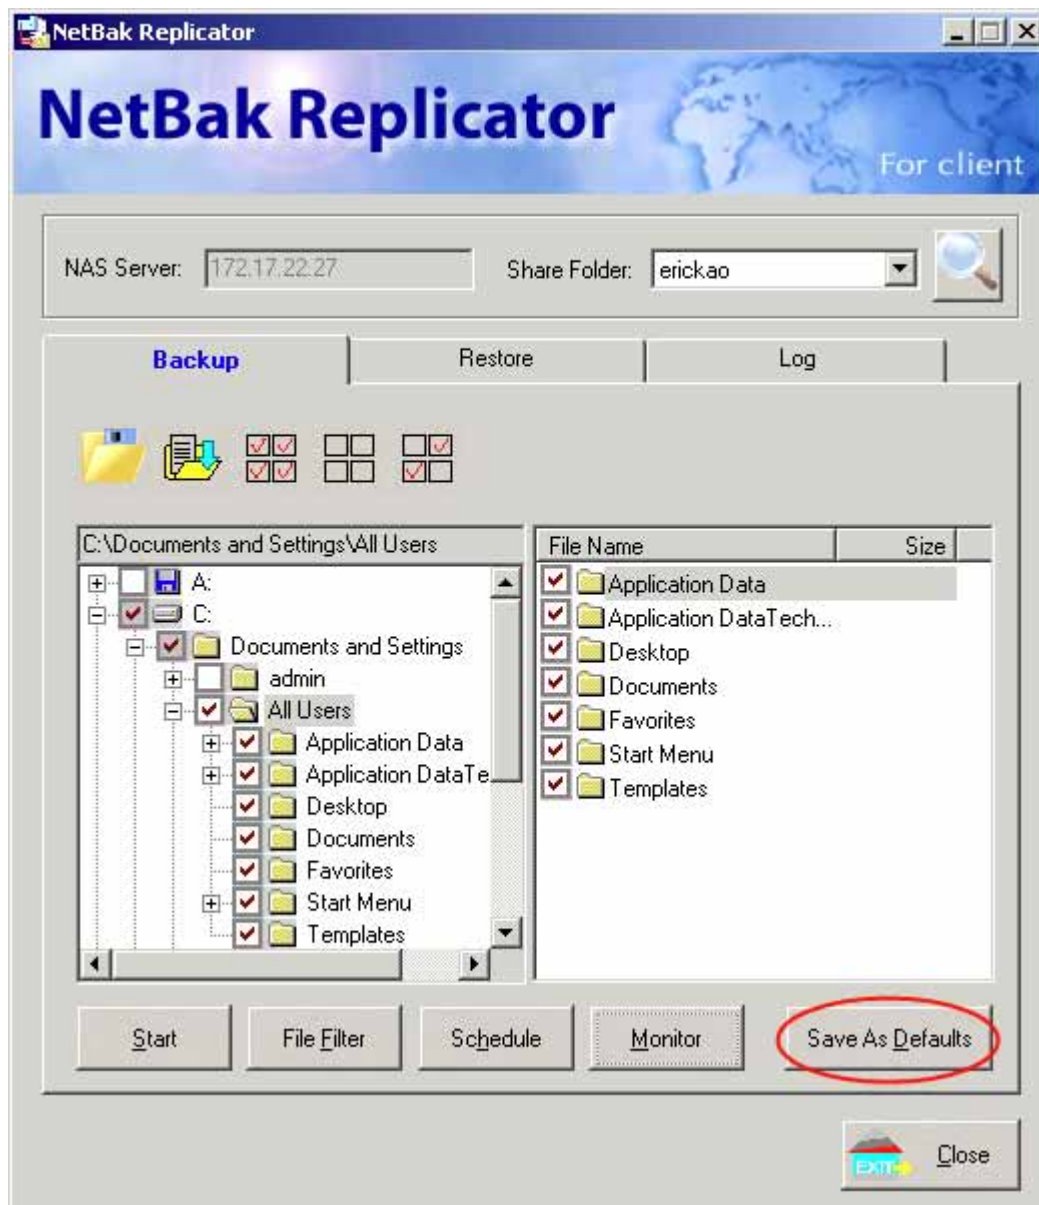 NetBak Replicator
NetBak Replicator
For client
NAS Server: 172.17.22.27 Share Folder: erickao
Backup Restore Log
C:\Documents and Settings\All Users
A:
C:
Documents and Settings
admin
All Users
Application Data
Application DataTe
Desktop
Documents
Favorites
Start Menu
Templates
File Name Size
Application Data
Application DataTech...
Desktop
Documents
Favorites
Start Menu
Templates
Start File Filter Schedule Monitor Save As Defaults
EXIT Close